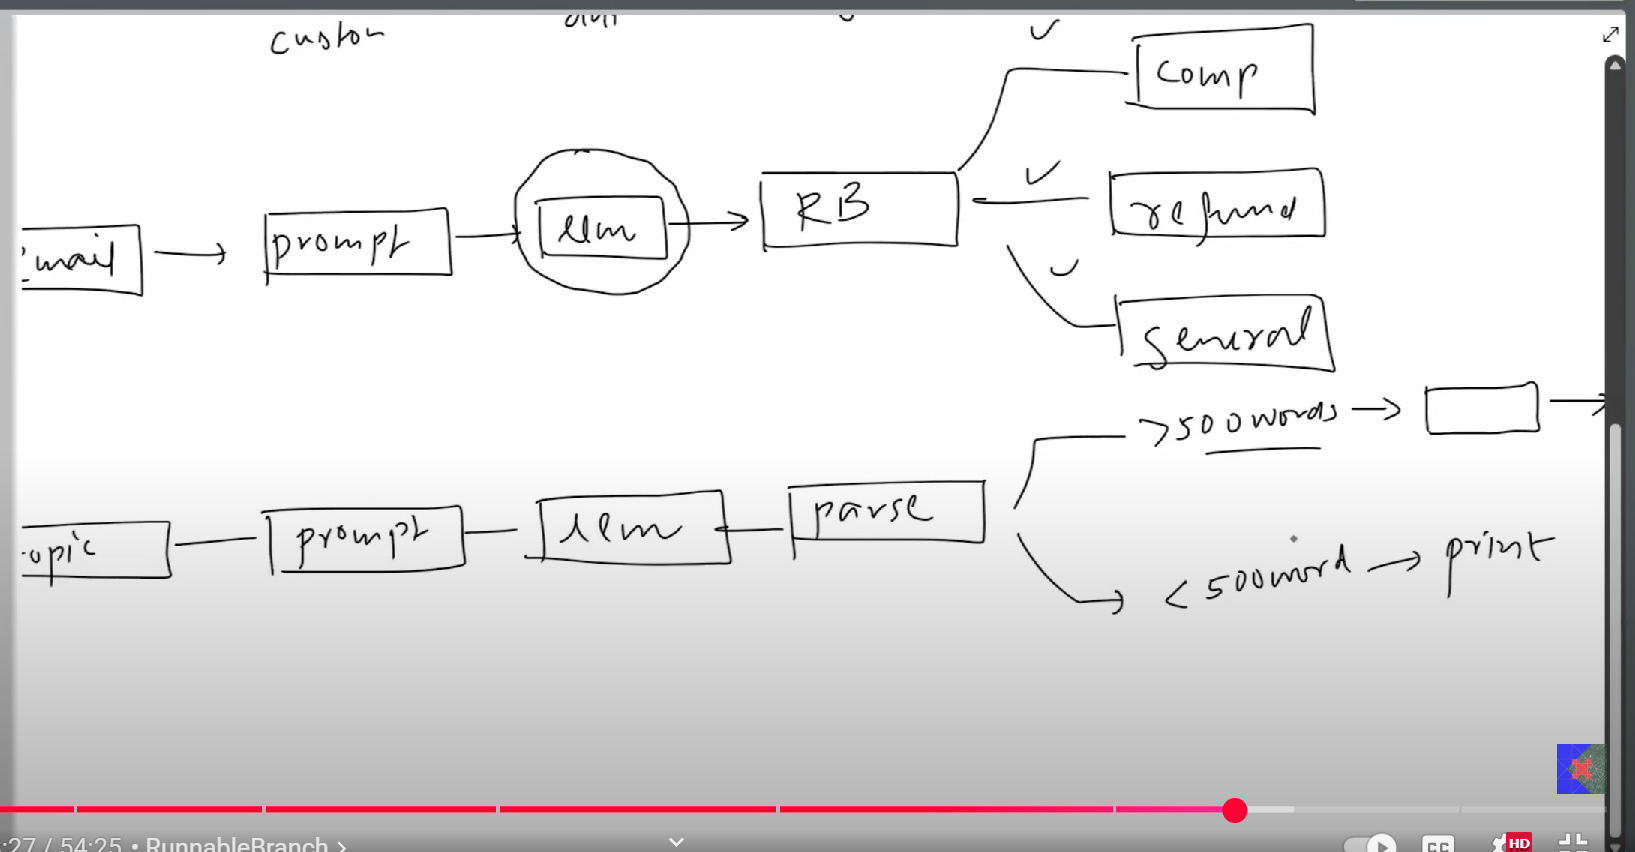 custom
comp
RB
refund
llm
prompt
Email
general
>500 words
parse
llm
prompt
topic
<500 word
print
:27 / 54:25 • RunnableBranch >
CC
HD